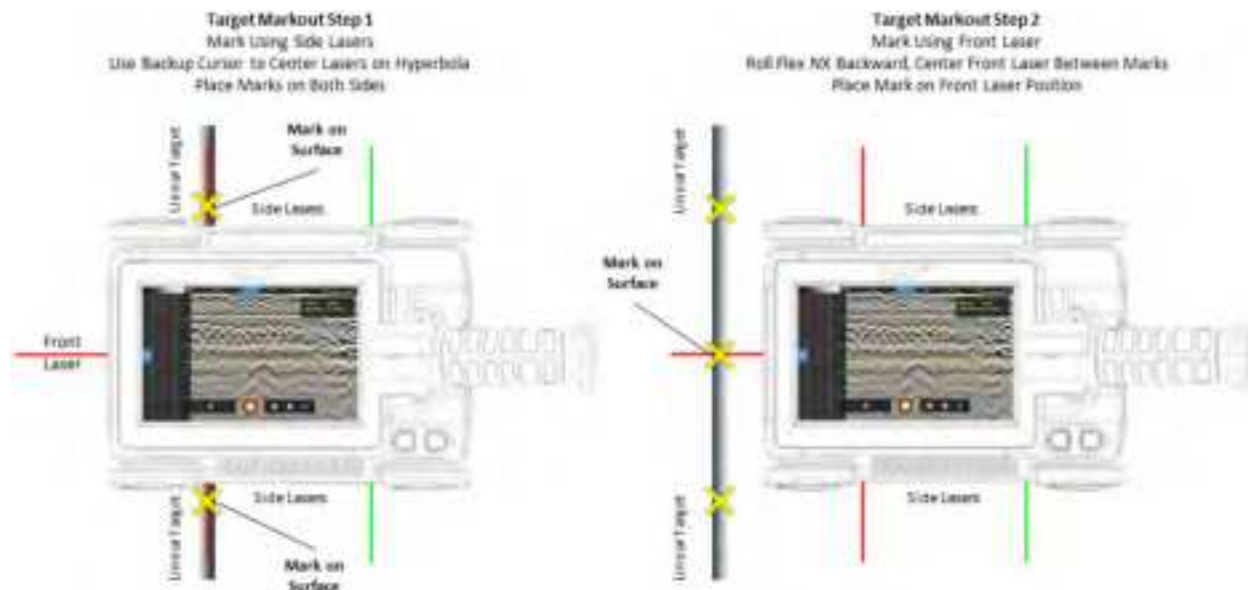 Target Markout Step 1
Mark Using Side Lasers
Use Backup Cursor to Center Lasers on Hyperbola
Place Marks on Both Sides
Linear Target
Mark on
Surface
Side Lasers
Front
Laser
Side Lasers
Linear Target
Mark on
Surface
Target Markout Step 2
Mark Using Front Laser
Roll Flex NX Backward, Center Front Laser Between Marks
Place Mark on Front Laser Position
Linear Target
Side Lasers
Mark on
Surface
Side Lasers
Linear Target